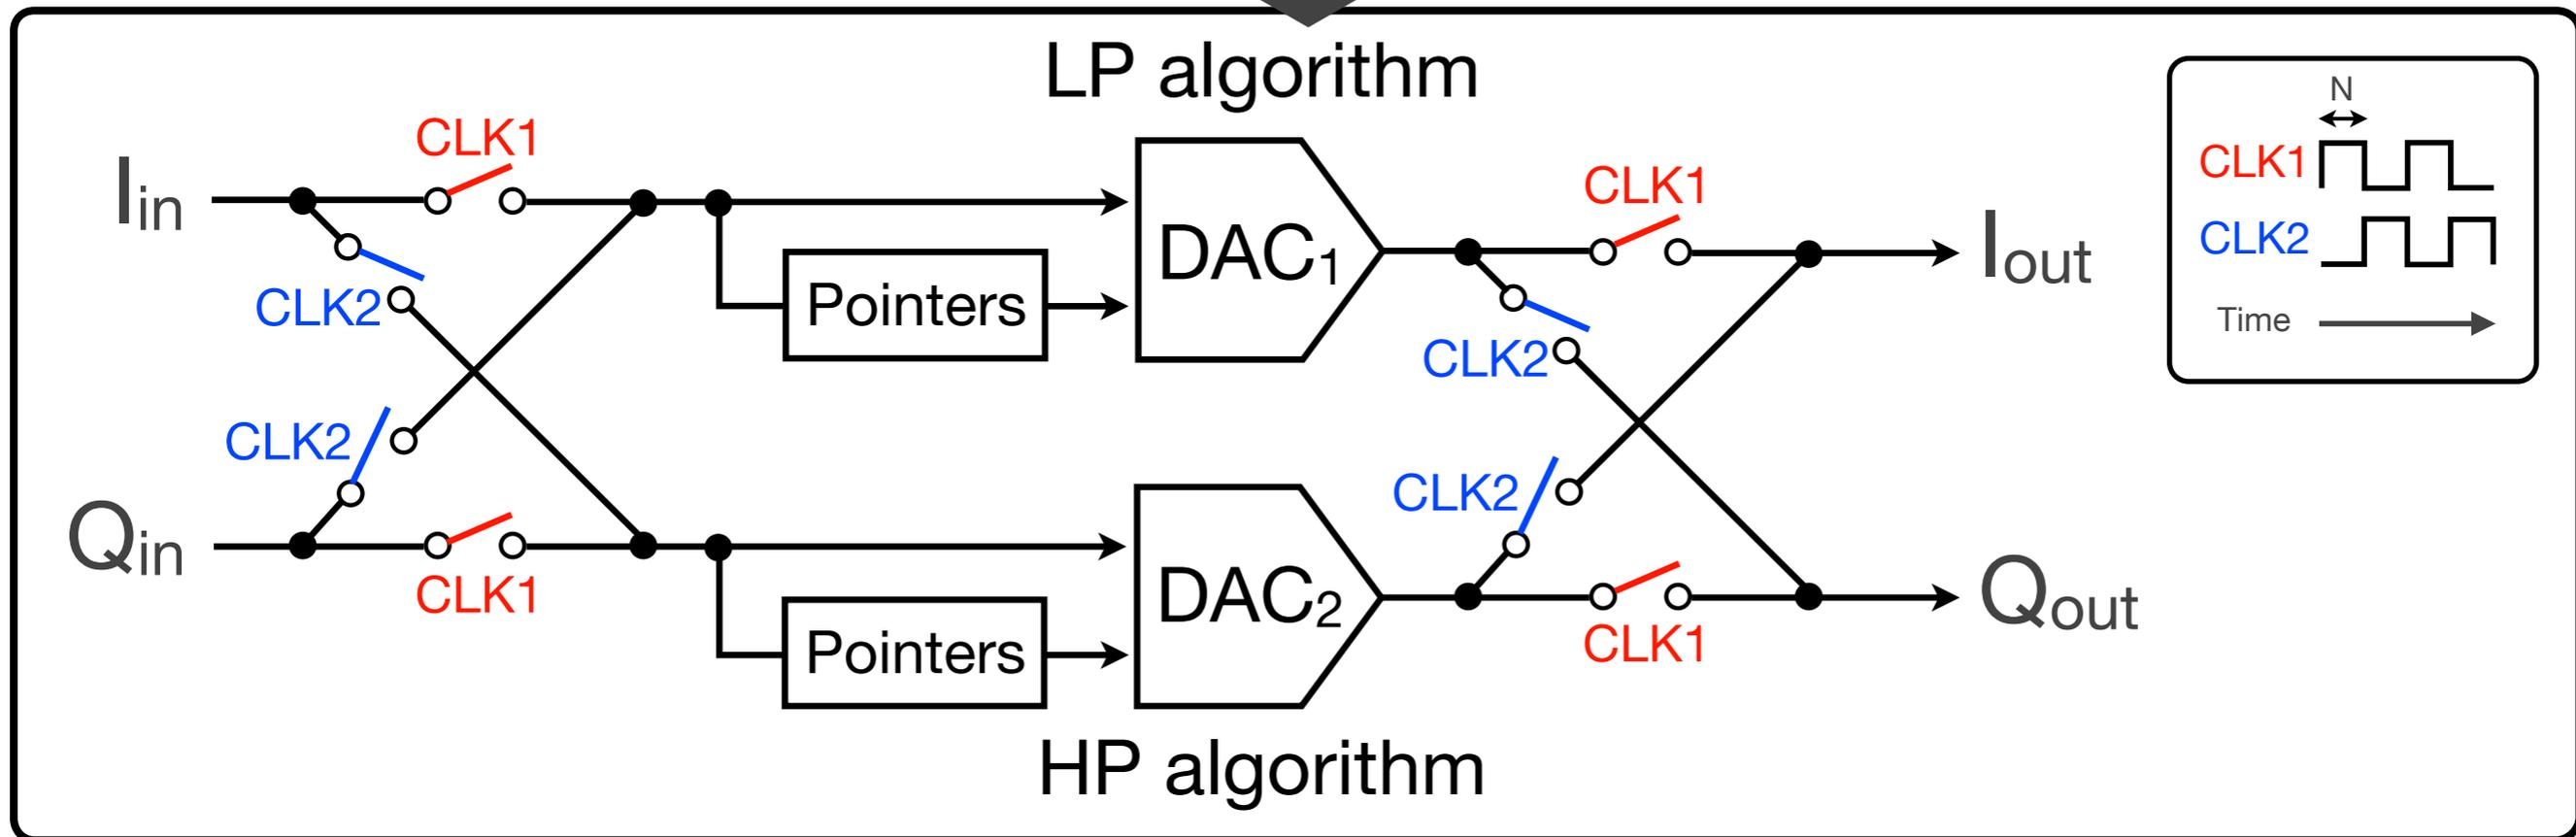 LP algorithm
N
CLK1
CLK1
Iin
CLK1
DAC1
Pointers
CLK2
CLK2
Iout
CLK2
Time
CLK2
CLK2
CLK2
Qin
CLK1
DAC2
Pointers
CLK1
Qout
HP algorithm